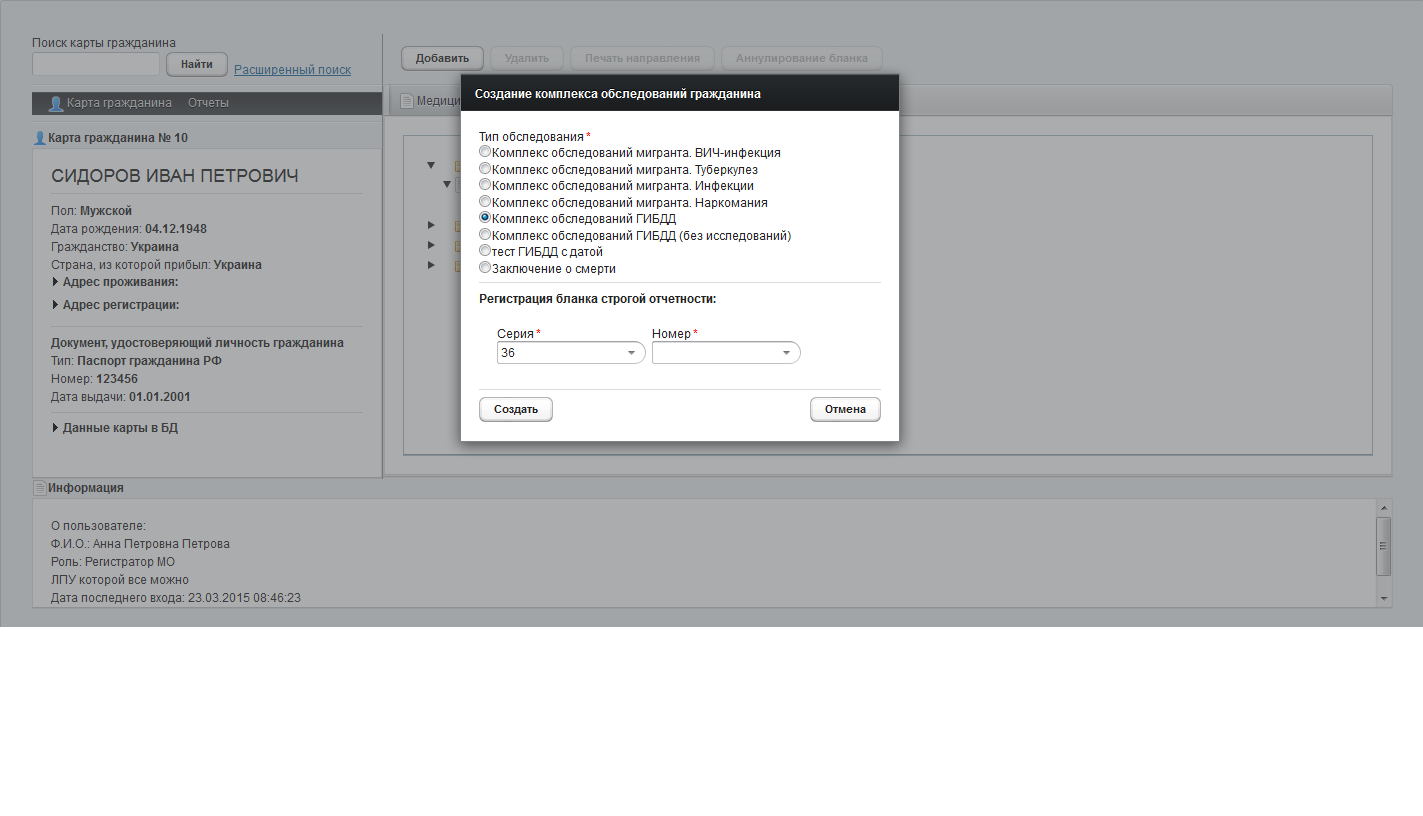 Поиск карты гражданина
Найти
Расширенный поиск
Карта гражданина Отчеты
Карта гражданина № 10
СИДОРОВ ИВАН ПЕТРОВИЧ
Пол: Мужской
Дата рождения: 04.12.1948
Гражданство: Украина
Страна, из которой прибыл: Украина
Адрес проживания:
Адрес регистрации:
Документ, удостоверяющий личность гражданина
Тип: Паспорт гражданина РФ
Номер: 123456
Дата выдачи: 01.01.2001
Данные карты в БД
Добавить Удалить Печать направления Аннулирование бланка
Медици
Создание комплекса обследований гражданина
Тип обследования *
Комплекс обследований мигранта. ВИЧ-инфекция
Комплекс обследований мигранта. Туберкулез
Комплекс обследований мигранта. Инфекции
Комплекс обследований мигранта. Наркомания
Комплекс обследований ГИБДД
Комплекс обследований ГИБДД (без исследований)
тест ГИБДД с датой
Заключение о смерти
Регистрация бланка строгой отчетности:
Серия * Номер *
36
Создать Отмена
Информация
О пользователе:
Ф.И.О.: Анна Петровна Петрова
Роль: Регистратор МО
ЛПУ которой все можно
Дата последнего входа: 23.03.2015 08:46:23